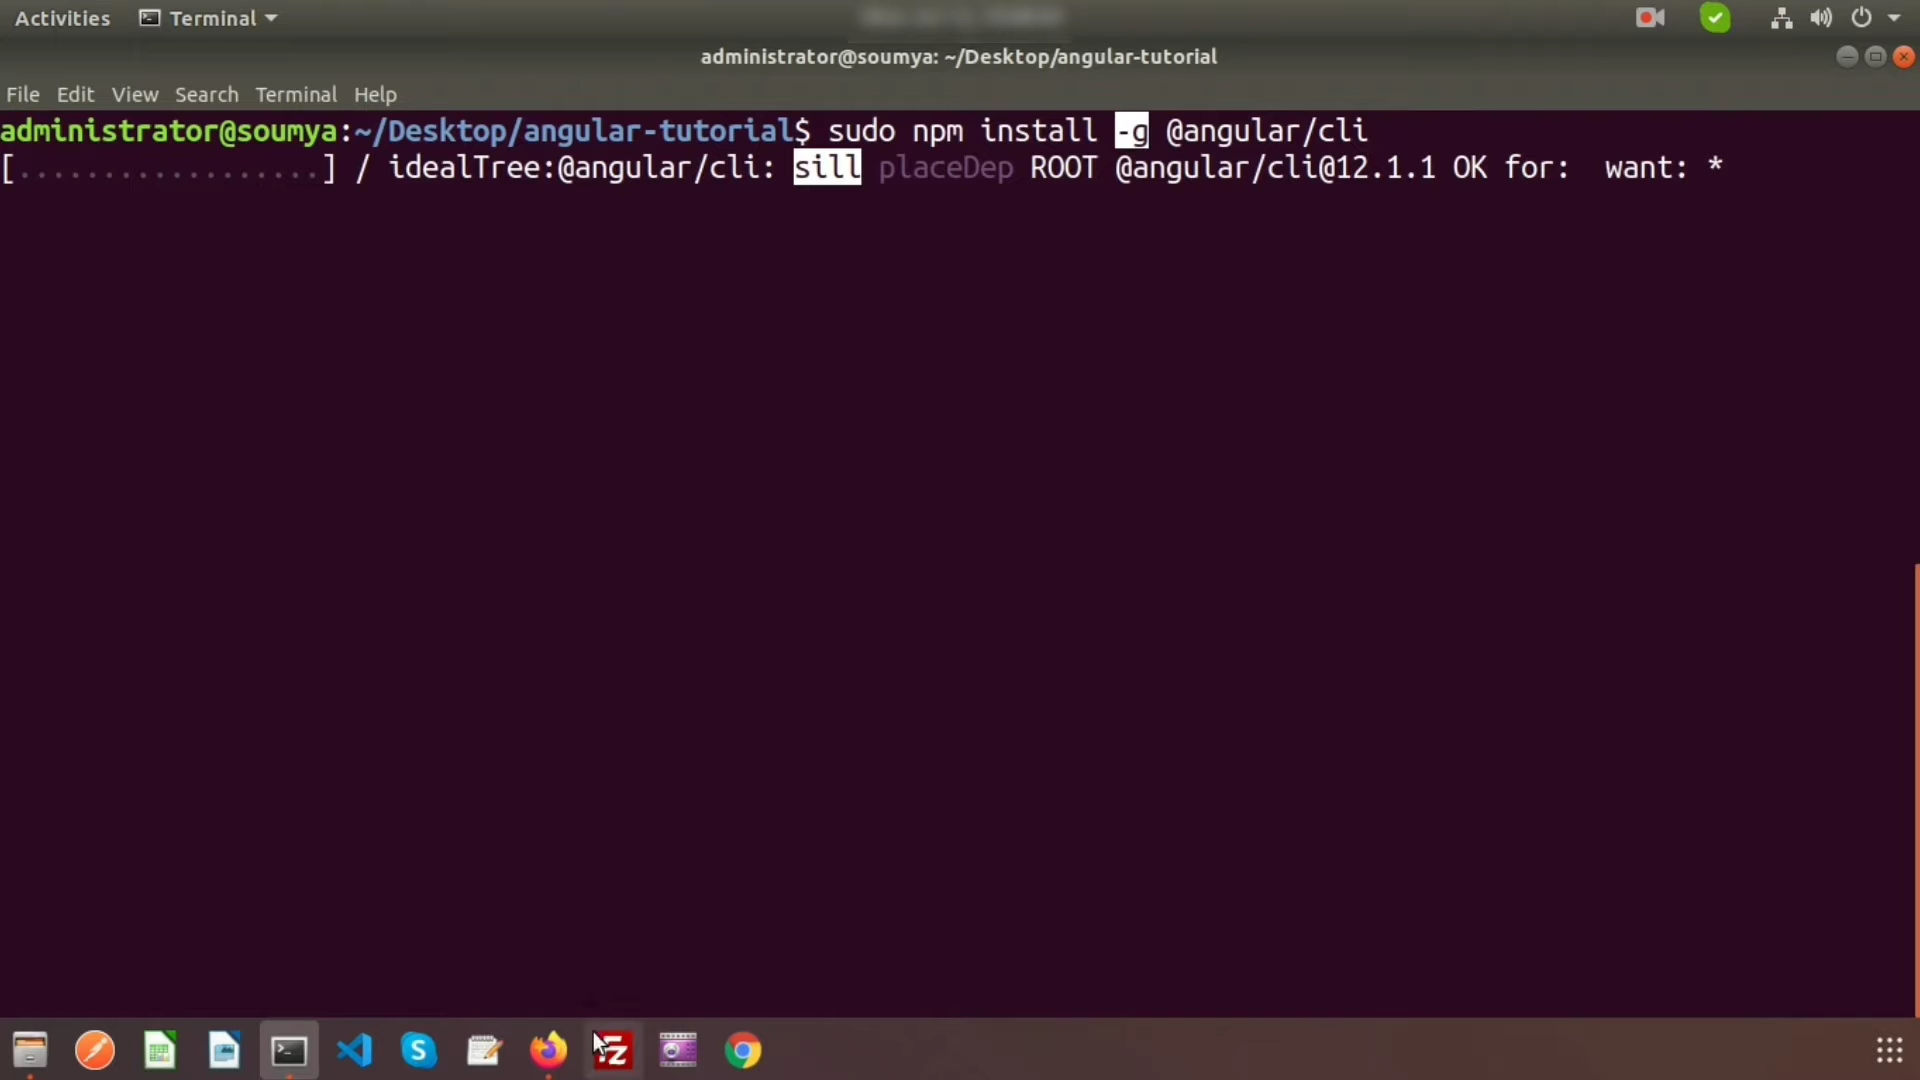 Activities Terminal
administrator@soumya: ~/Desktop/angular-tutorial
File Edit View Search Terminal Help
administrator@soumya:~/Desktop/angular-tutorial$ sudo npm install -g @angular/cli
[..................] / idealTree:@angular/cli: sill placeDep ROOT @angular/cli@12.1.1 OK for:  want: *